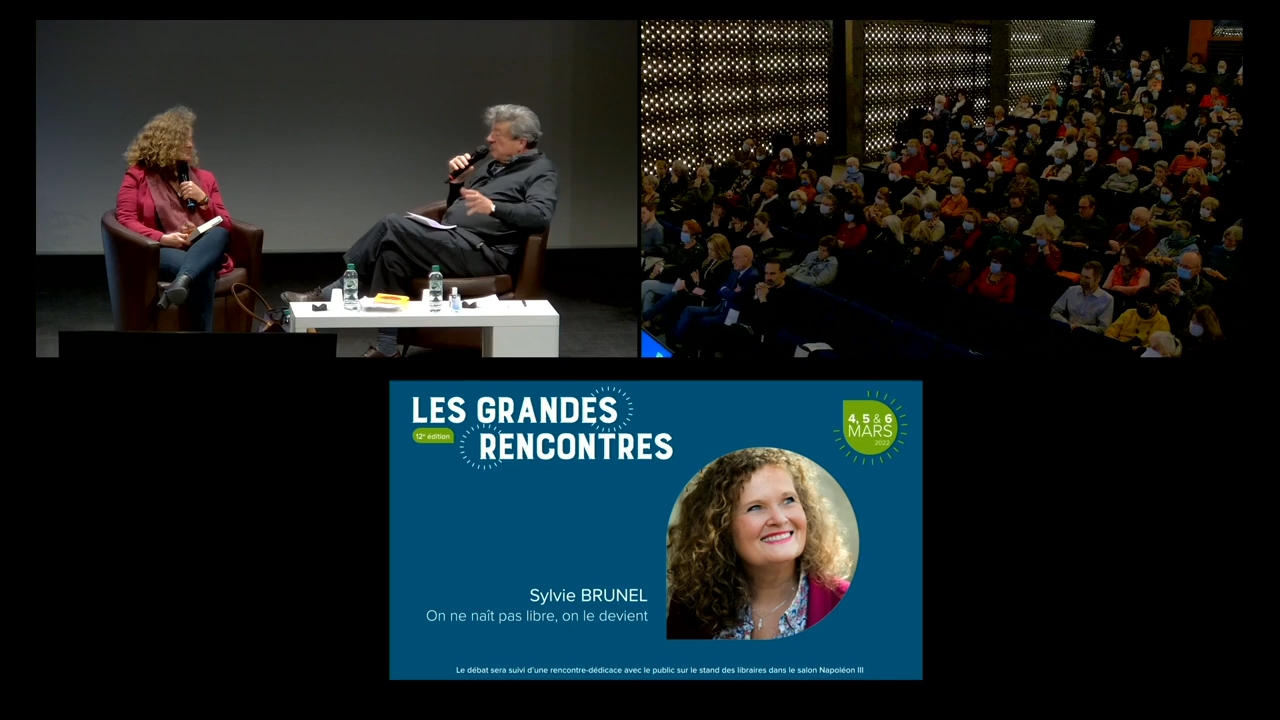 LES GRANDES
12e édition
RENCONTRES
4, 5 & 6
MARS
2022
Sylvie BRUNEL
On ne naît pas libre, on le devient
Le débat sera suivi d'une rencontre-dédicace avec le public sur le stand des libraires dans le salon Napoléon III